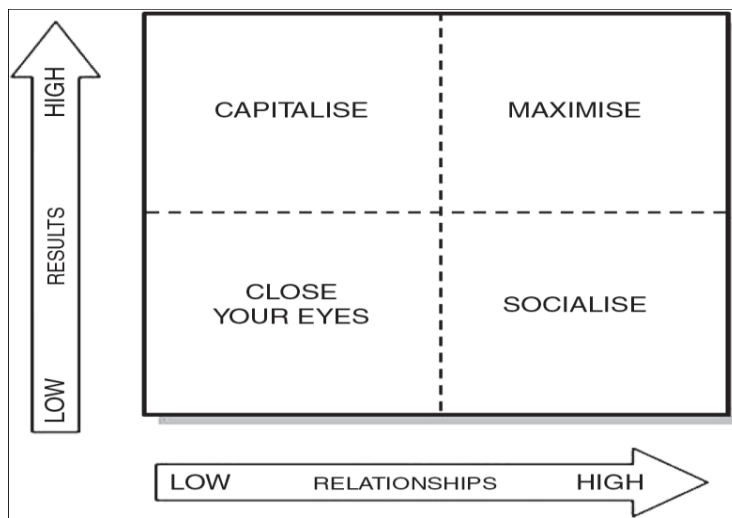 HIGH
RESULTS
LOW
CAPITALISE
MAXIMISE
CLOSE
YOUR EYES
SOCIALISE
LOW RELATIONSHIPS HIGH